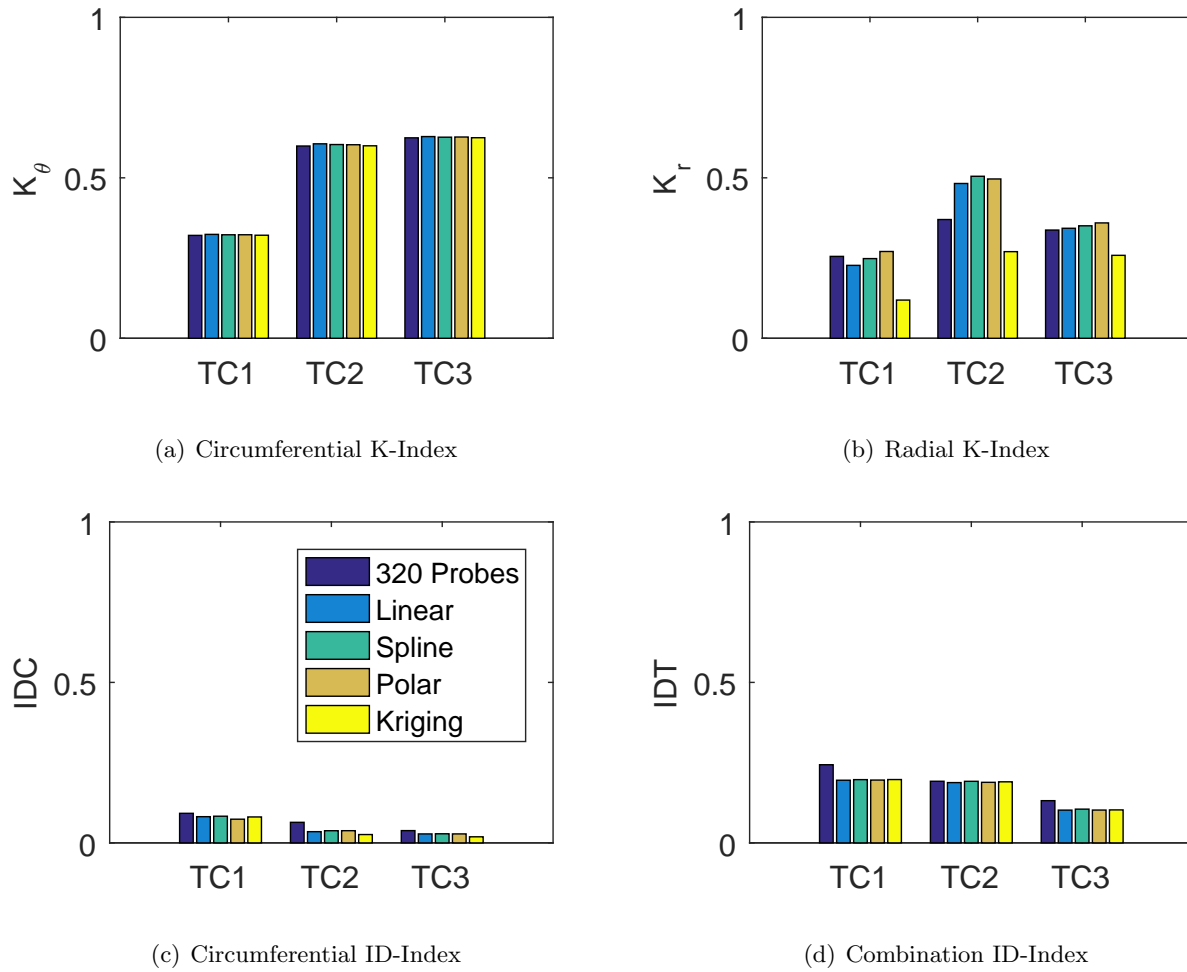 1
0.5
0
K_θ
TC1 TC2 TC3
(a) Circumferential K-Index
1
0.5
0
K_r
TC1 TC2 TC3
(b) Radial K-Index
1
0.5
0
IDC
320 Probes
Linear
Spline
Polar
Kriging
TC1 TC2 TC3
(c) Circumferential ID-Index
1
0.5
0
IDT
TC1 TC2 TC3
(d) Combination ID-Index